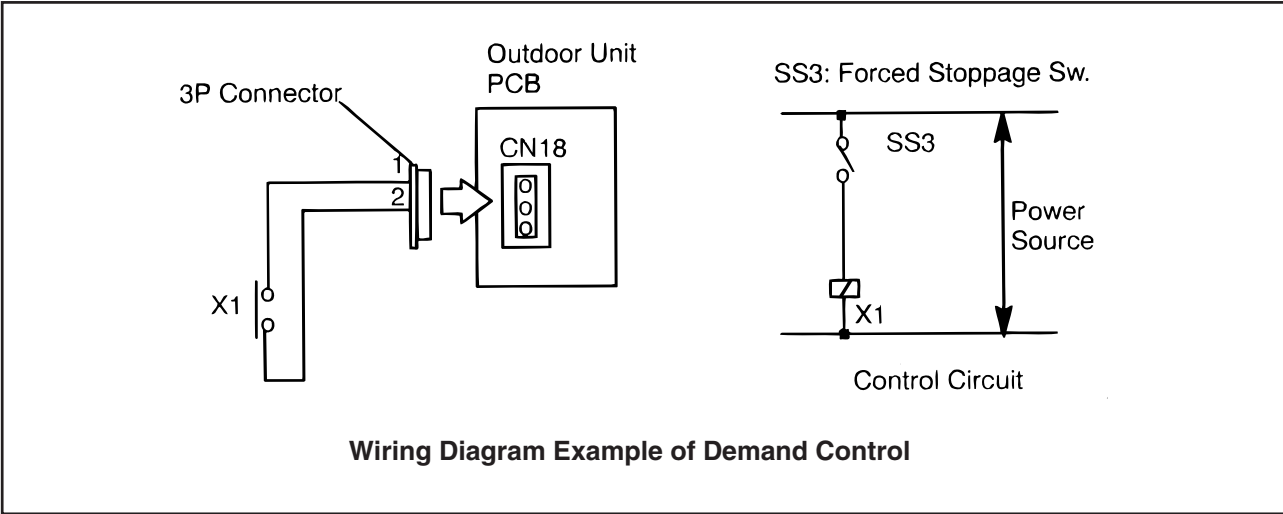 3P Connector
1
2
X1
Outdoor Unit
PCB
CN18
SS3: Forced Stoppage Sw.
SS3
Power
Source
X1
Control Circuit
Wiring Diagram Example of Demand Control